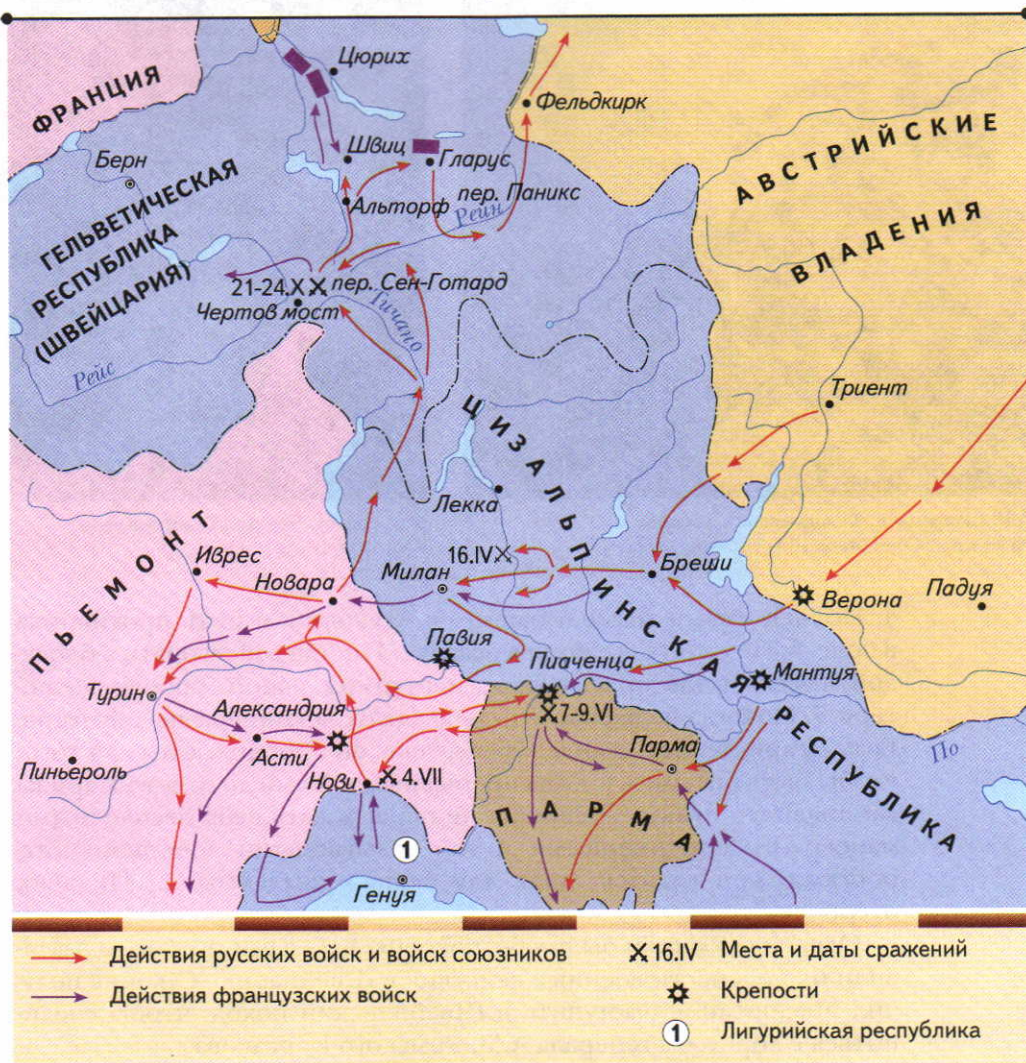 Цюрих
ФРАНЦИЯ
Фельдкирк
АВСТРИЙСКИЕ
ВЛАДЕНИЯ
Берн
Швиц
Гларус
пер. Паникс
Альторф
Рейн
ГЕЛЬВЕТИЧЕСКАЯ
РЕСПУБЛИКА
(ШВЕЙЦАРИЯ)
21-24.X
пер. Сен-Готард
Чертов мост
Тичано
Рейс
Триент
ЦИЗАЛЬПИНСКАЯ РЕСПУБЛИКА
Лекка
ПЬЕМОНТ
Иврес
Новара
Милан
16.IV
Бреши
Верона
Падуя
Павия
Пиаченца
Мантуя
Турин
Александрия
7-9.VI
Асти
Парма
По
Пиньероль
Нови
4.VII
ПАРМА
1
Генуя
Действия русских войск и войск союзников
Действия французских войск
16.IV Места и даты сражений
Крепости
1 Лигурийская республика